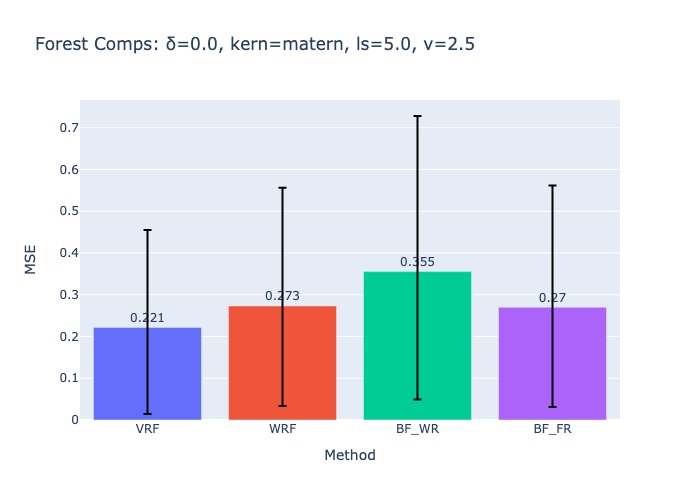 Forest Comps: δ=0.0, kern=matern, ls=5.0, v=2.5
0.7
0.6
0.5
0.4
0.3
0.2
0.1
0
MSE
0.221
0.273
0.355
0.27
VRF
WRF
BF_WR
BF_FR
Method